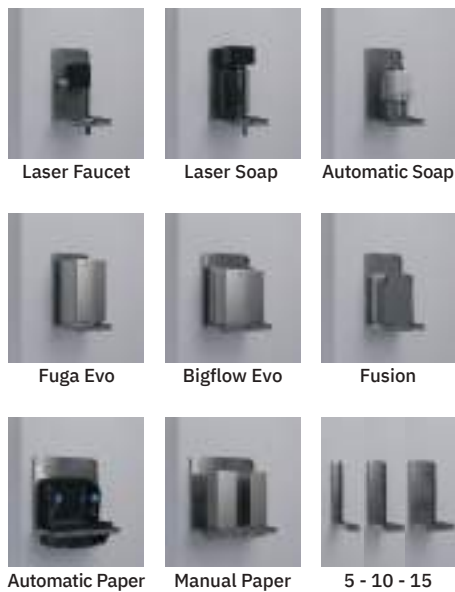 Laser Faucet
Laser Soap
Automatic Soap
Fuga Evo
Bigflow Evo
Fusion
Automatic Paper
Manual Paper
5 - 10 - 15